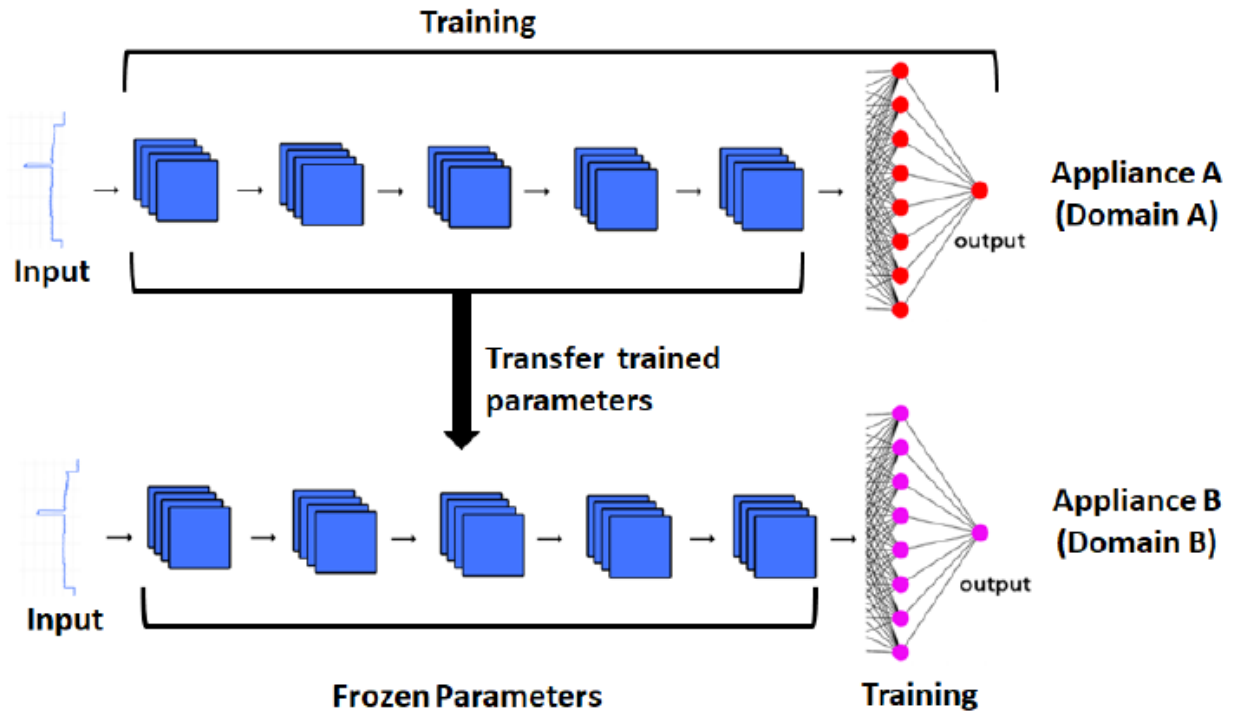 Training
Input
output
Appliance A
(Domain A)
Transfer trained
parameters
Input
output
Appliance B
(Domain B)
Frozen Parameters
Training